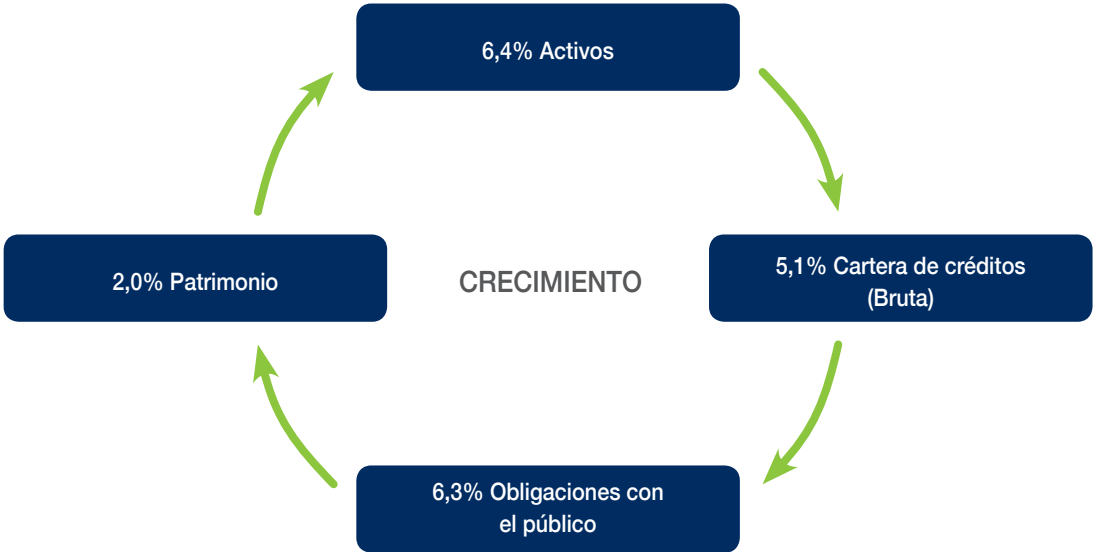 6,4% Activos
2,0% Patrimonio
CRECIMIENTO
5,1% Cartera de créditos
(Bruta)
6,3% Obligaciones con
el público